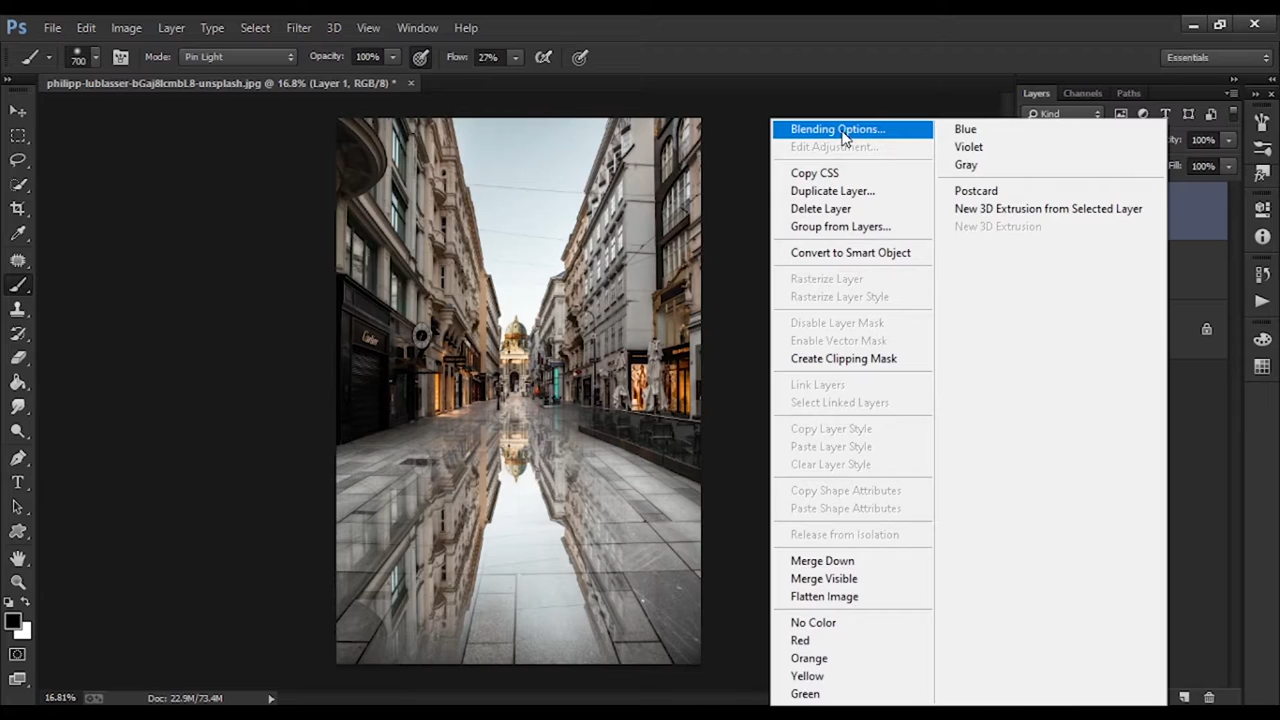 Ps File Edit Image Layer Type Select Filter 3D View Window Help
700 Mode: Pin Light Opacity: 100% Flow: 27% Essentials
philipp-lublasser-bGaj8lcmbL8-unsplash.jpg @ 16.8% (Layer 1, RGB/8) *
Layers Channels Paths
Kind
100%
Fill: 100%
Blending Options...
Edit Adjustment...
Copy CSS
Duplicate Layer...
Delete Layer
Group from Layers...
Convert to Smart Object
Rasterize Layer
Rasterize Layer Style
Disable Layer Mask
Enable Vector Mask
Create Clipping Mask
Link Layers
Select Linked Layers
Copy Layer Style
Paste Layer Style
Clear Layer Style
Copy Shape Attributes
Paste Shape Attributes
Release from Isolation
Merge Down
Merge Visible
Flatten Image
No Color
Red
Orange
Yellow
Green
Blue
Violet
Gray
Postcard
New 3D Extrusion from Selected Layer
New 3D Extrusion
Cartier
16.81% Doc: 22.9M/73.4M